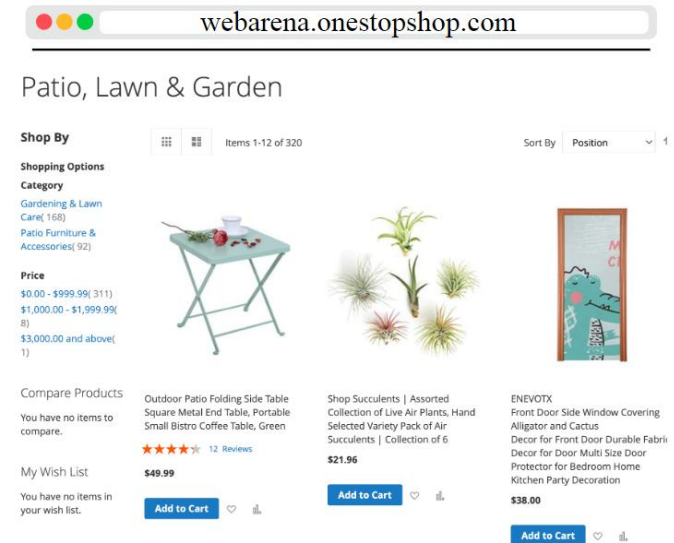 webarena.onestopshop.com
Patio, Lawn & Garden
Shop By
Shopping Options
Category
Gardening & Lawn
Care( 168)
Patio Furniture &
Accessories( 92)
Price
$0.00 - $999.99( 311)
$1,000.00 - $1,999.99(
8)
$3,000.00 and above(
1)
Compare Products
You have no items to
compare.
My Wish List
You have no items in
your wish list.
Items 1-12 of 320
Sort By Position
Outdoor Patio Folding Side Table
Square Metal End Table, Portable
Small Bistro Coffee Table, Green
12 Reviews
$49.99
Add to Cart
Shop Succulents | Assorted
Collection of Live Air Plants, Hand
Selected Variety Pack of Air
Succulents | Collection of 6
$21.96
Add to Cart
ENEVOTX
Front Door Side Window Covering
Alligator and Cactus
Decor for Front Door Durable Fabri
Decor for Door Multi Size Door
Protector for Bedroom Home
Kitchen Party Decoration
$38.00
Add to Cart